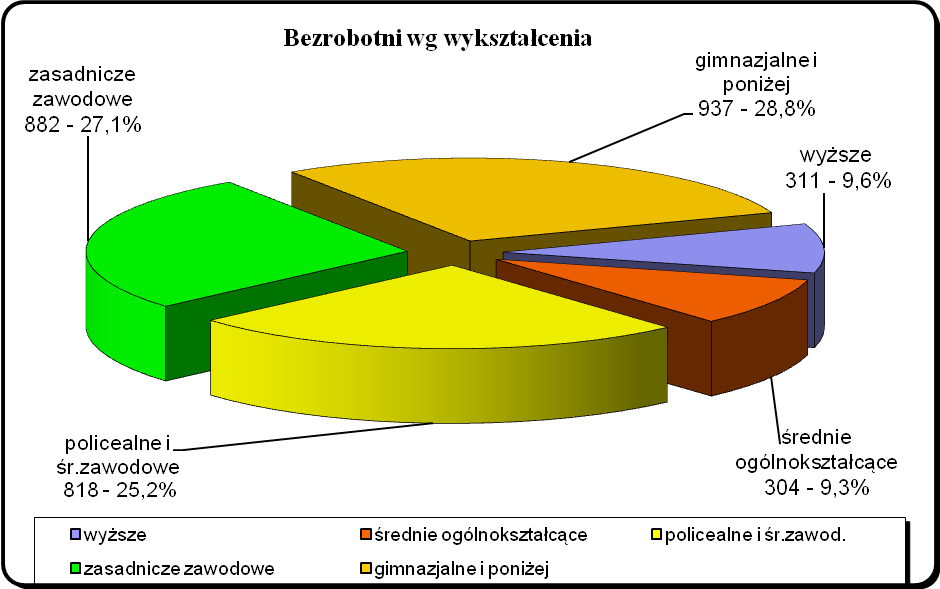 Bezrobotni wg wyksztalcenia
zasadnicze
zawodowe
882 - 27,1%
gimnazjalne i
poniżej
937 - 28,8%
wyższe
311 - 9,6%
policealne i
śr.zawodowe
818 - 25,2%
średnie
ogólnokształcące
304 - 9,3%
wyższe
średnie ogólnokształcące
policealne i śr.zawod.
zasadnicze zawodowe
gimnazjalne i poniżej